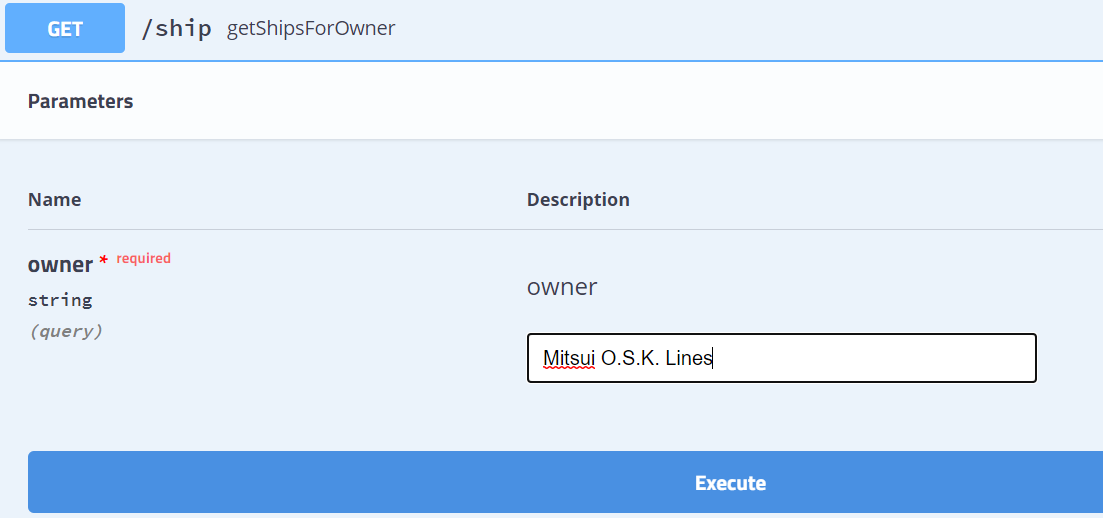 GET /ship getShipsForOwner
Parameters
Name Description
owner * required
string
(query)
owner
Mitsui O.S.K. Lines
Execute